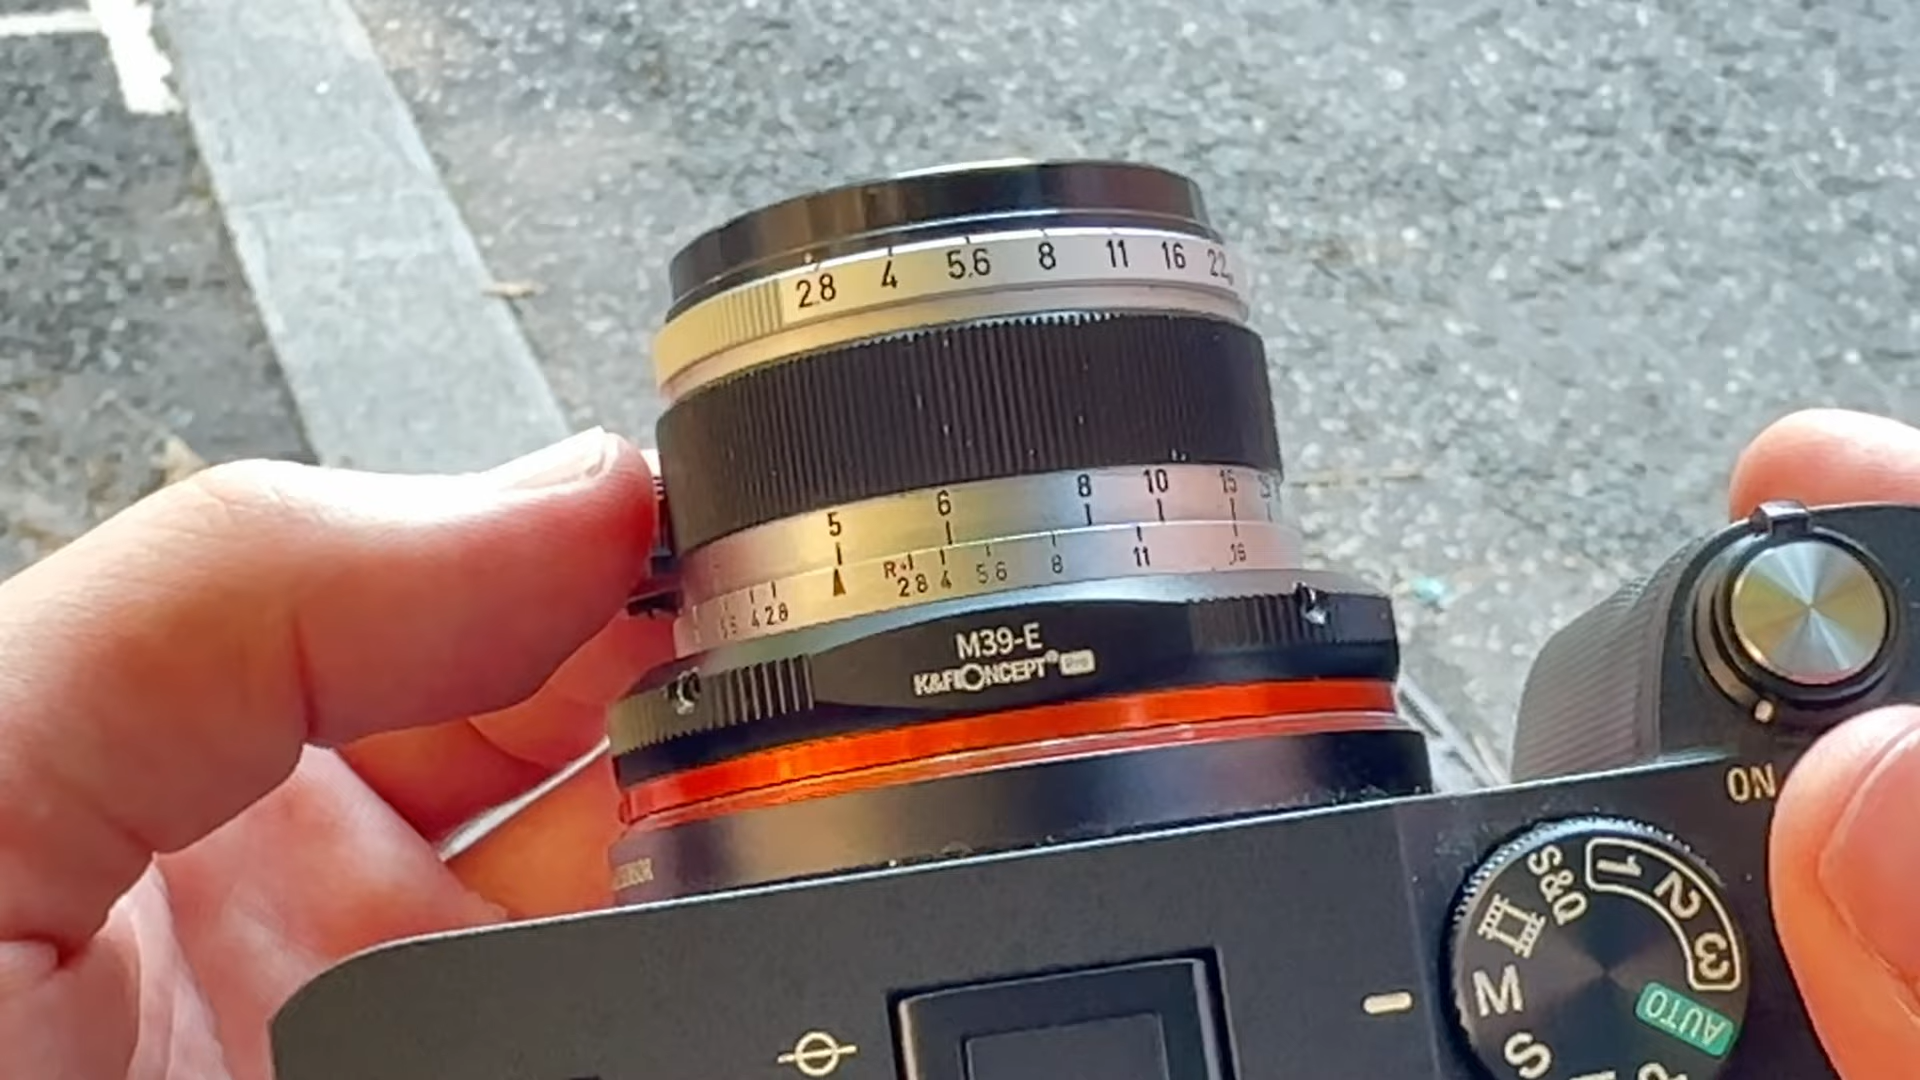 2.8 4 5.6 8 11 16 22
5 6 8 10 15
4 2.8 R 2.8 4 5.6 8 11 16
M39-E
K&F CONCEPT® Pro
ON
S&Q 1 2 3
M AUTO
S